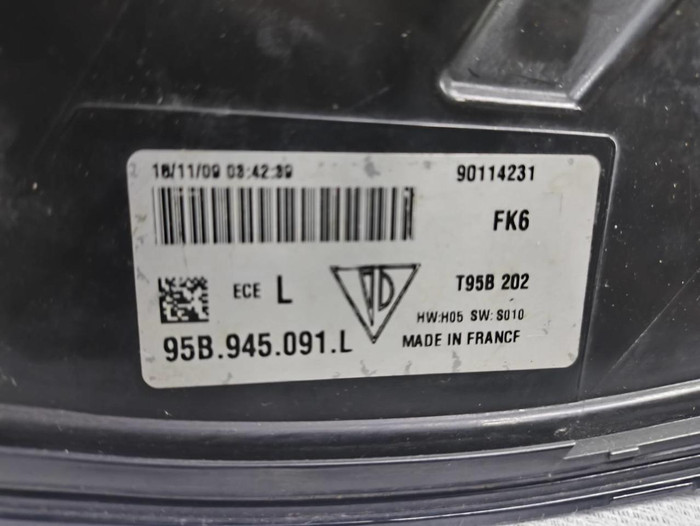 18/11/09 03:42:39
90114231
FK6
ECE L
T95B 202
HW:H05 SW:S010
95B.945.091.L
MADE IN FRANCE